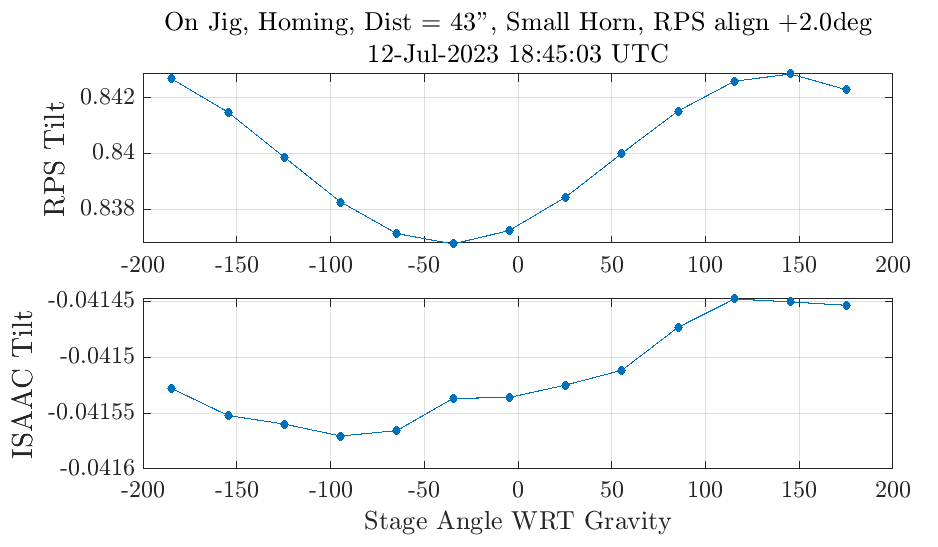 On Jig, Homing, Dist = 43”, Small Horn, RPS align +2.0deg
12-Jul-2023 18:45:03 UTC
RPS Tilt
0.842
0.84
0.838
-200 -150 -100 -50 0 50 100 150 200
ISAAC Tilt
-0.04145
-0.0415
-0.04155
-0.0416
-200 -150 -100 -50 0 50 100 150 200
Stage Angle WRT Gravity